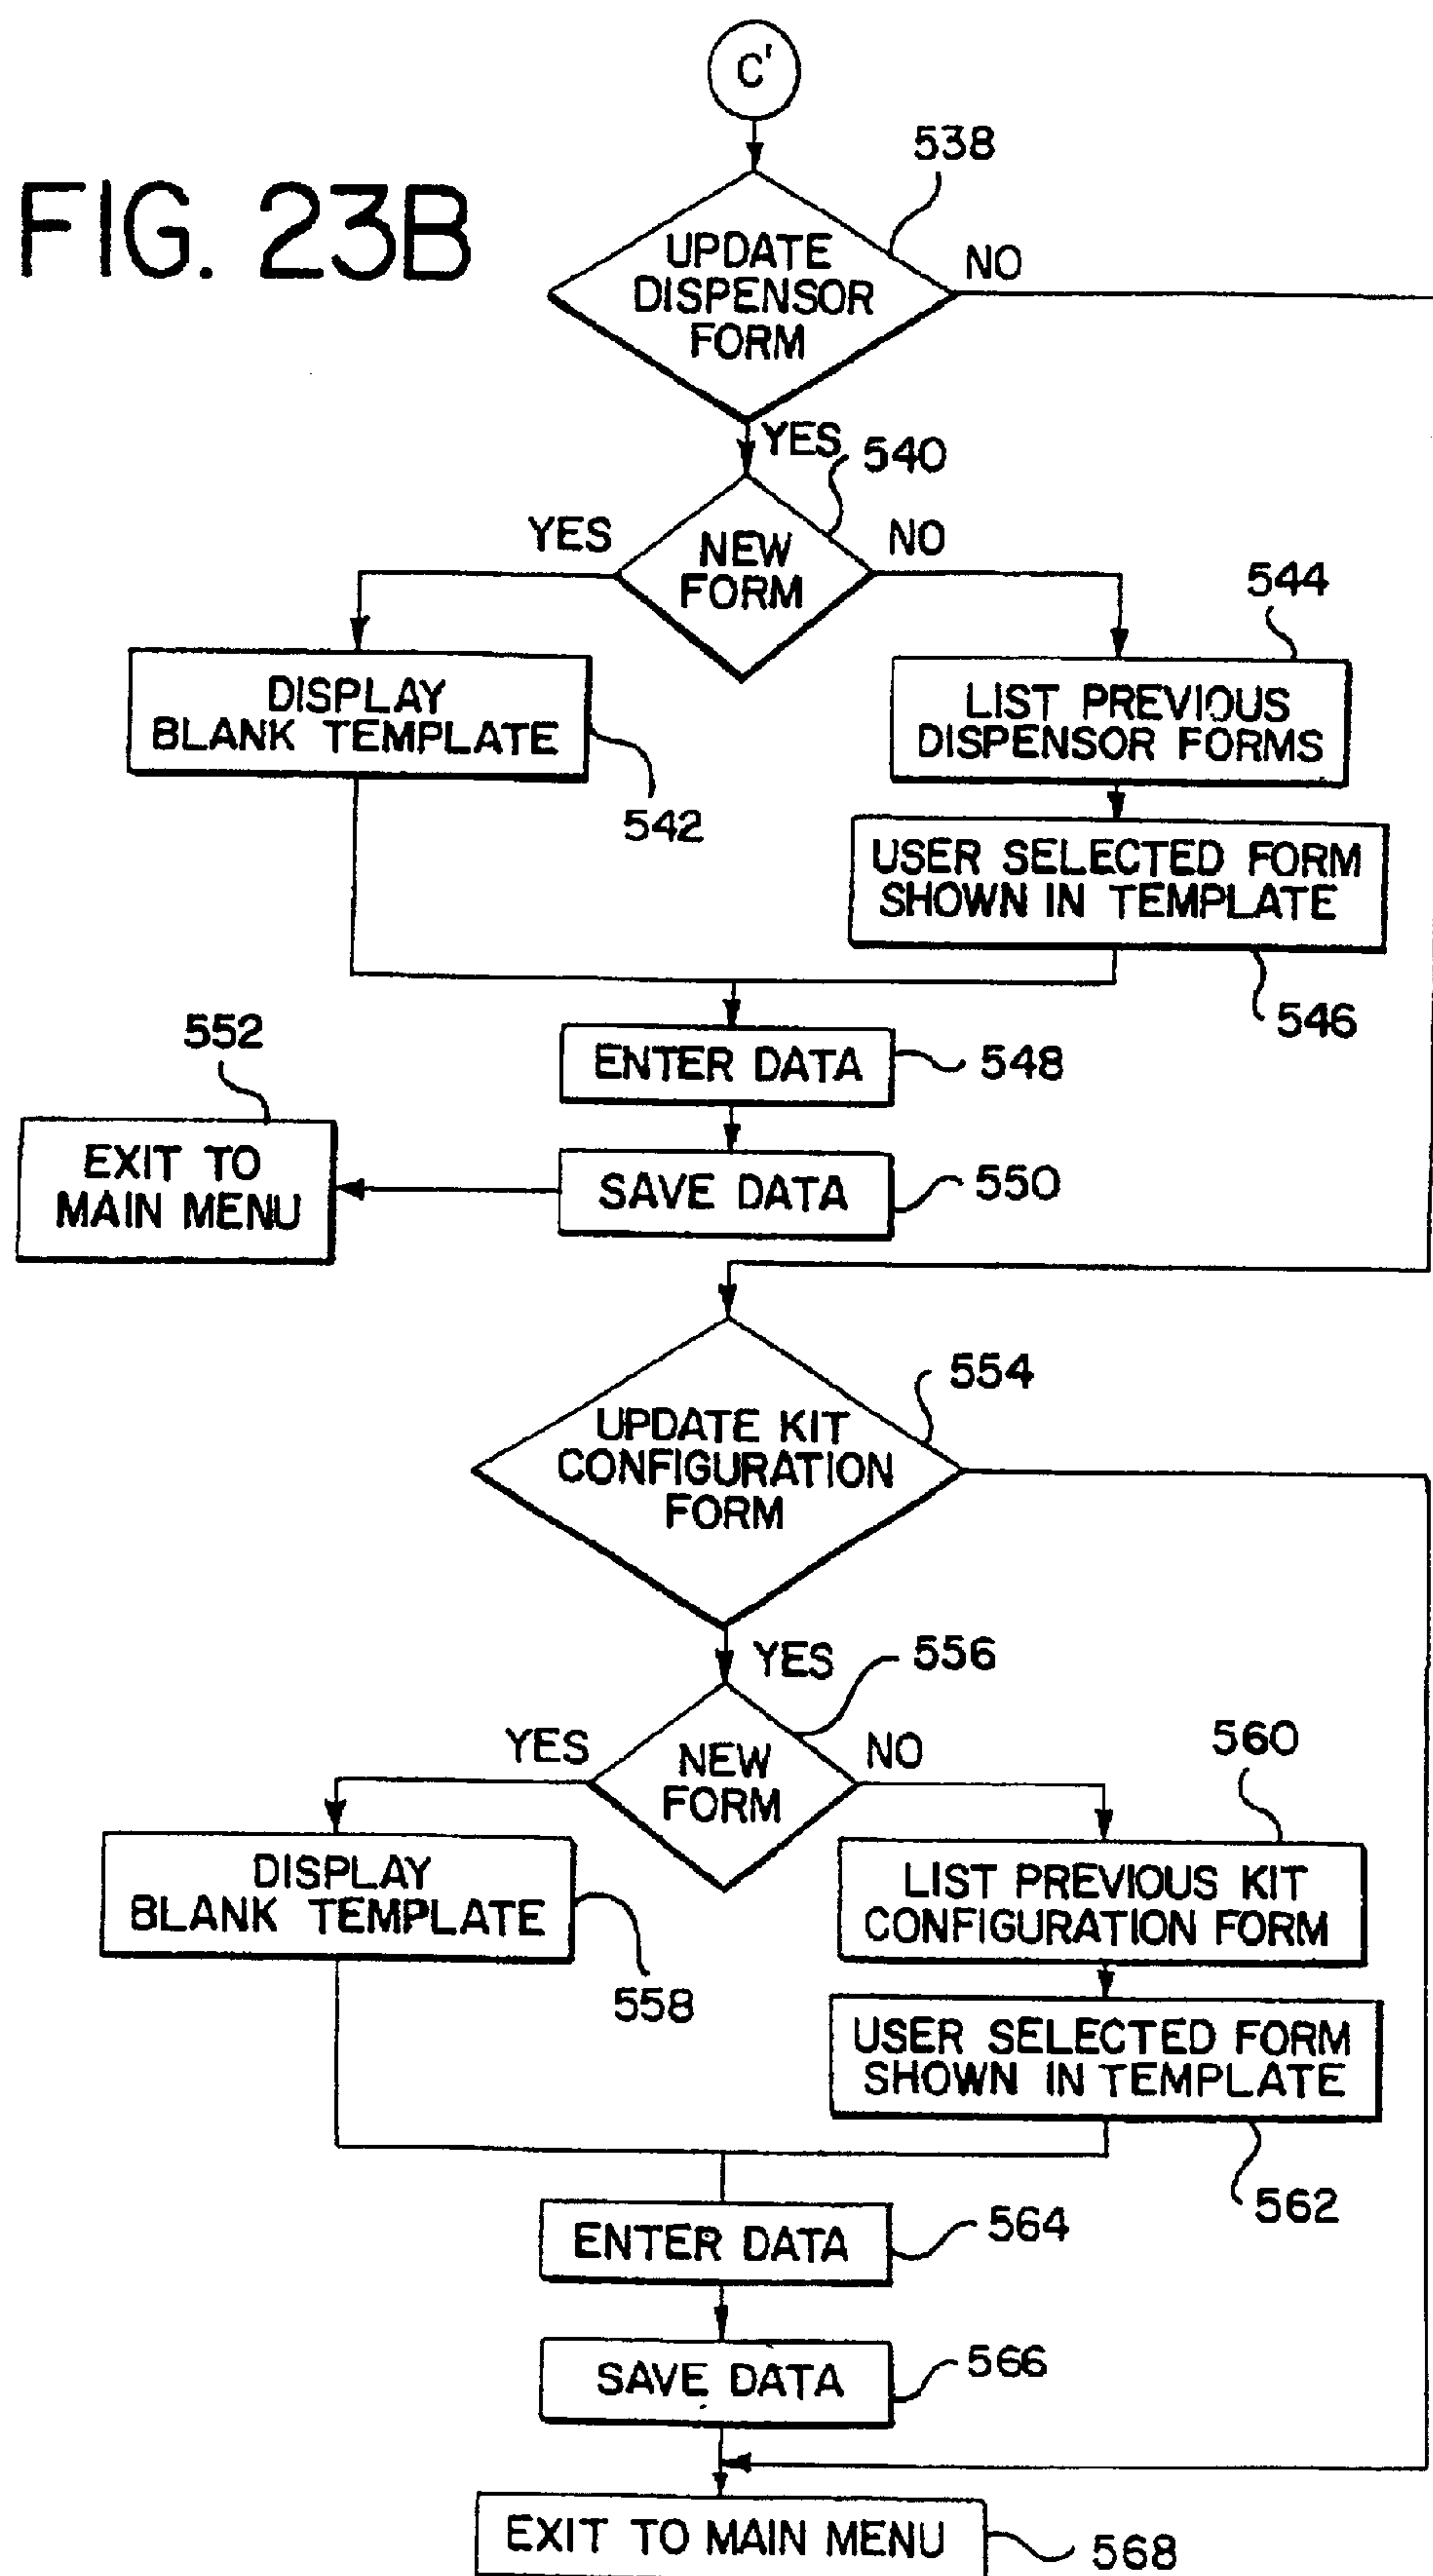 C'
FIG. 23B
538
UPDATE
DISPENSOR
FORM
NO
YES
540
NEW
FORM
YES
NO
544
DISPLAY
BLANK TEMPLATE
542
LIST PREVIOUS
DISPENSOR FORMS
USER SELECTED FORM
SHOWN IN TEMPLATE
546
552
ENTER DATA
548
EXIT TO
MAIN MENU
SAVE DATA
550
554
UPDATE KIT
CONFIGURATION
FORM
YES
556
NEW
FORM
YES
NO
560
DISPLAY
BLANK TEMPLATE
558
LIST PREVIOUS KIT
CONFIGURATION FORM
USER SELECTED FORM
SHOWN IN TEMPLATE
562
ENTER DATA
564
SAVE DATA
566
EXIT TO MAIN MENU
568